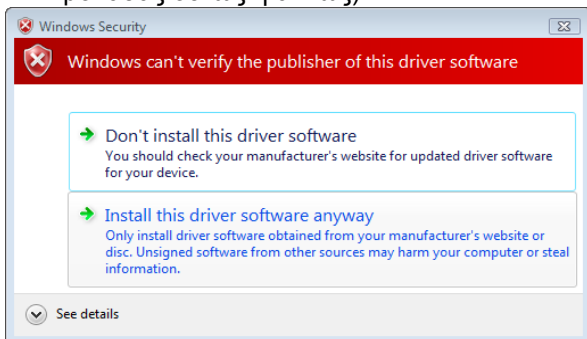 Windows Security
Windows can't verify the publisher of this driver software
Don't install this driver software
You should check your manufacturer's website for updated driver software
for your device.
Install this driver software anyway
Only install driver software obtained from your manufacturer's website or
disc. Unsigned software from other sources may harm your computer or steal
information.
See details